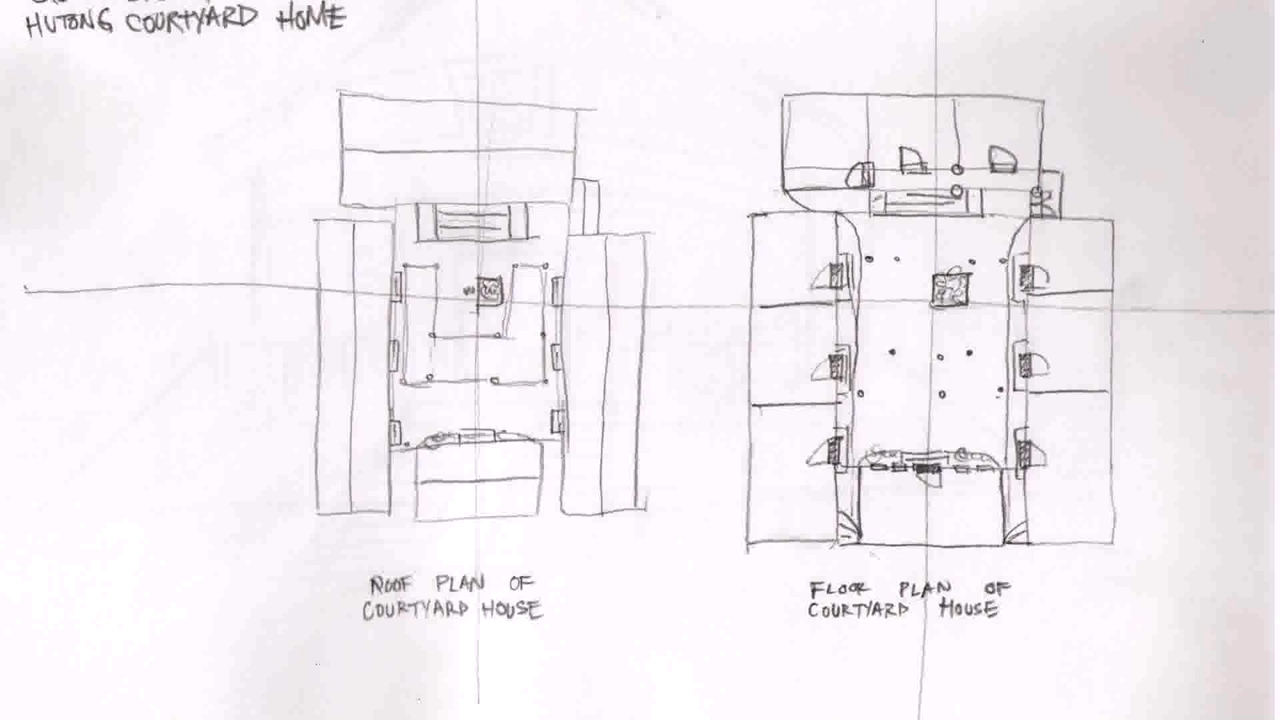 HUTONG COURTYARD HOME
ROOF PLAN OF
COURTYARD HOUSE
FLOOR PLAN OF
COURTYARD HOUSE